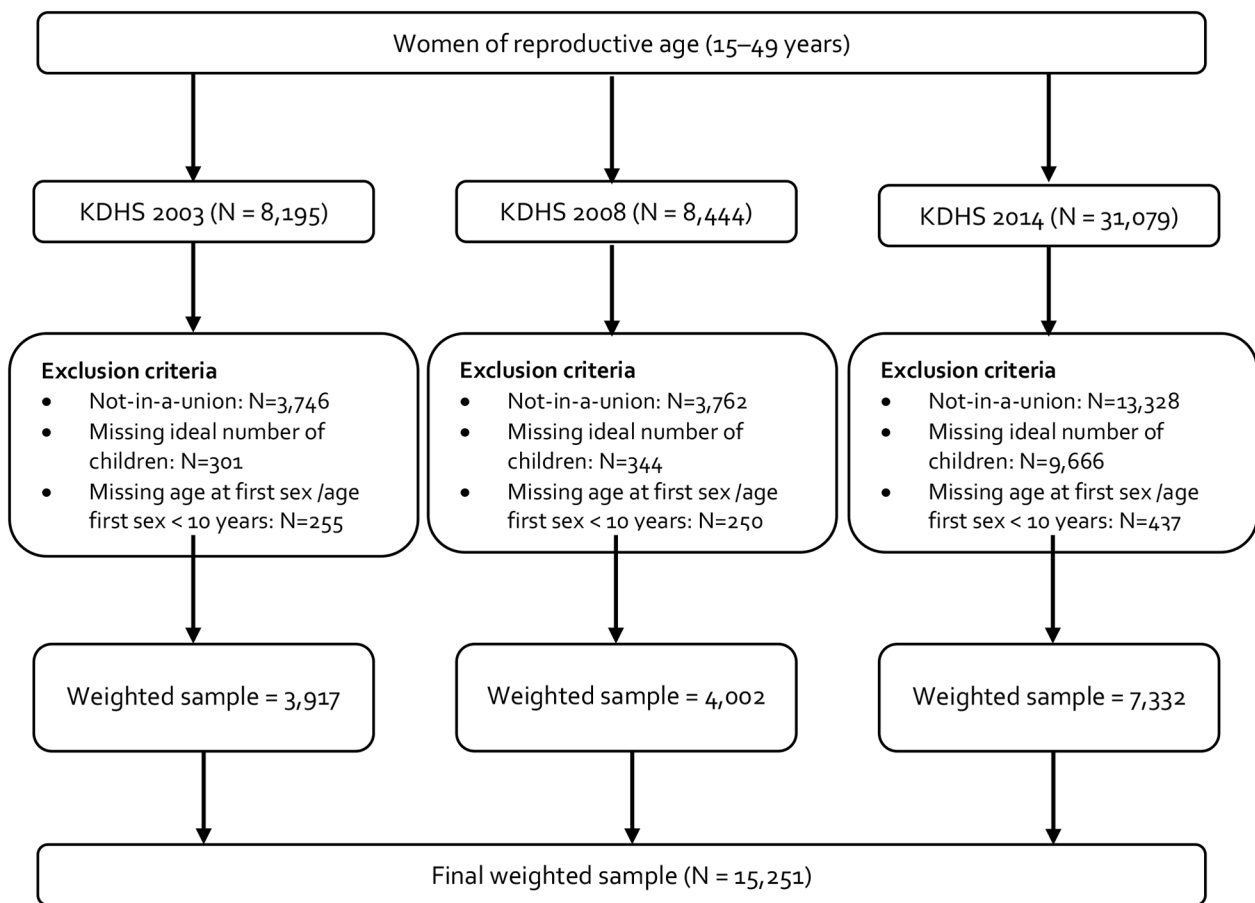 Women of reproductive age (15–49 years)
KDHS 2003 (N = 8,195)
KDHS 2008 (N = 8,444)
KDHS 2014 (N = 31,079)
Exclusion criteria
• Not-in-a-union: N=3,746
• Missing ideal number of
children: N=301
• Missing age at first sex /age
first sex < 10 years: N=255
Exclusion criteria
• Not-in-a-union: N=3,762
• Missing ideal number of
children: N=344
• Missing age at first sex /age
first sex < 10 years: N=250
Exclusion criteria
• Not-in-a-union: N=13,328
• Missing ideal number of
children: N=9,666
• Missing age at first sex /age
first sex < 10 years: N=437
Weighted sample = 3,917
Weighted sample = 4,002
Weighted sample = 7,332
Final weighted sample (N = 15,251)